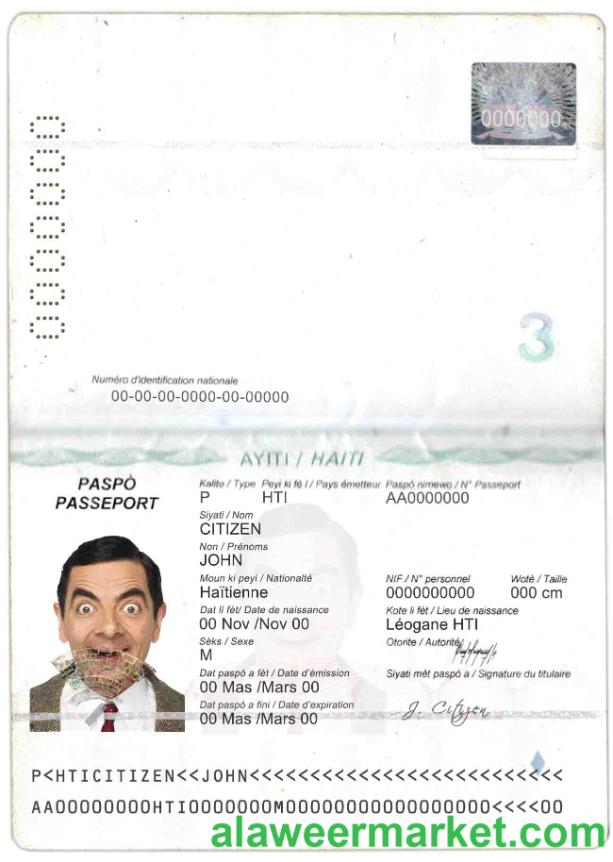 0000000
0000000
3
Numéro d'identification nationale
00-00-00-0000-00-00000
AYITI / HAITI
PASPÒ
PASSEPORT
Kalite / Type Peyi ki fè l / Pays émetteur Paspò nimewo / N° Passeport
P HTI AA0000000
Siyati / Nom
CITIZEN
Non / Prénoms
JOHN
Moun ki peyi / Nationalité NIF / N° personnel Wotè / Taille
Haïtienne 0000000000 000 cm
Dat li fèt/ Date de naissance Kote li fèt / Lieu de naissance
00 Nov /Nov 00 Léogane HTI
Sèks / Sexe Otorite / Autorité
M
Dat paspò a fèt / Date d'émission Siyati mèt paspò a / Signature du titulaire
00 Mas /Mars 00
Dat paspò a fini / Date d'expiration J. Citizen
00 Mas /Mars 00
P<HTICITIZEN<<JOHN<<<<<<<<<<<<<<<<<<<<<<<<<<
AA00000000HTI0000000M00000000000000000<<<<00
alaweermarket.com